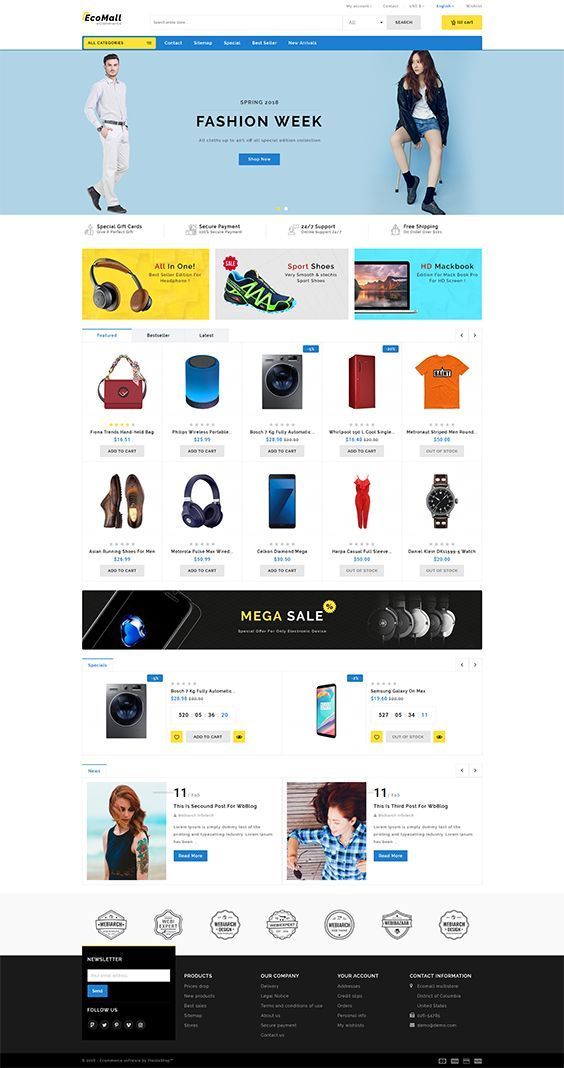 My account
Contact
USD $
English
Wishlist
EcoMall
eCommerce
Search entire store...
All
SEARCH
(0) cart
ALL CATEGORIES
Contact
Sitemap
Special
Best Seller
New Arrivals
SPRING 2018
FASHION WEEK
All cloths up to 40% off all special edition collection
Shop Now
Special Gift Cards
Give A Perfect Gift
Secure Payment
100% Secure Payment
24/7 Support
Online Support 24/7
Free Shipping
On Order Over $101
All In One!
Best Seller Edition For
Headphone !
SALE
Sport Shoes
Very Smooth & stechis
Sport Shoes
HD Mackbook
Edition For Mack Book Pro
For HD Screen !
Featured
Bestseller
Latest
Fiona Trends Hand-held Bag
$16.51
ADD TO CART
Philips Wireless Portable...
$25.99
ADD TO CART
-5%
Bosch 7 Kg Fully Automatic...
$28.98 $30.50
ADD TO CART
-20%
Whirlpool 190 L Cool Single...
$16.40 $20.50
ADD TO CART
Metronaut Striped Men Round...
$50.00
OUT OF STOCK
Asian Running Shoes For Men
$26.99
ADD TO CART
Motorola Pulse Max Wired...
$50.99
ADD TO CART
Celkon Diamond Mega
$30.50
ADD TO CART
Harpa Casual Full Sleeve...
$50.00
OUT OF STOCK
Daniel Klein DK11599-5 Watch
$20.00
OUT OF STOCK
MEGA SALE
%
Special Offer For Only Electronic Device
Specials
-5%
Bosch 7 Kg Fully Automatic...
$28.98 $30.50
520 : 05 : 36 : 20
ADD TO CART
-2%
Samsung Galaxy On Max
$19.60 $20.00
527 : 05 : 34 : 11
OUT OF STOCK
News
11 / Feb
This Is Secound Post For WbBlog
Webiarch Infotech
Lorem Ipsum is simply dummy text of the
printing and typesetting industry. Lorem Ipsum
has been ...
Read More
11 / Feb
This Is Third Post For WbBlog
Webiarch Infotech
Lorem Ipsum is simply dummy text of the
printing and typesetting industry. Lorem Ipsum
has been ...
Read More
WEBIARCH
WEBI EXPERT
WEBIARCH
DESIGN
WEBIEXPERT
WEBIARCH
WEBIBAZAAR
WEBIARCH
DESIGN
NEWSLETTER
Your email address
Send
FOLLOW US
PRODUCTS
Prices drop
New products
Best sales
Sitemap
Stores
OUR COMPANY
Delivery
Legal Notice
Terms and conditions of use
About us
Secure payment
Contact us
YOUR ACCOUNT
Addresses
Credit slips
Orders
Personal info
My wishlists
CONTACT INFORMATION
Ecomall multistore
District of Columbia
United States
026-54785
demo@demo.com
© 2018 - Ecommerce software by PrestaShop™